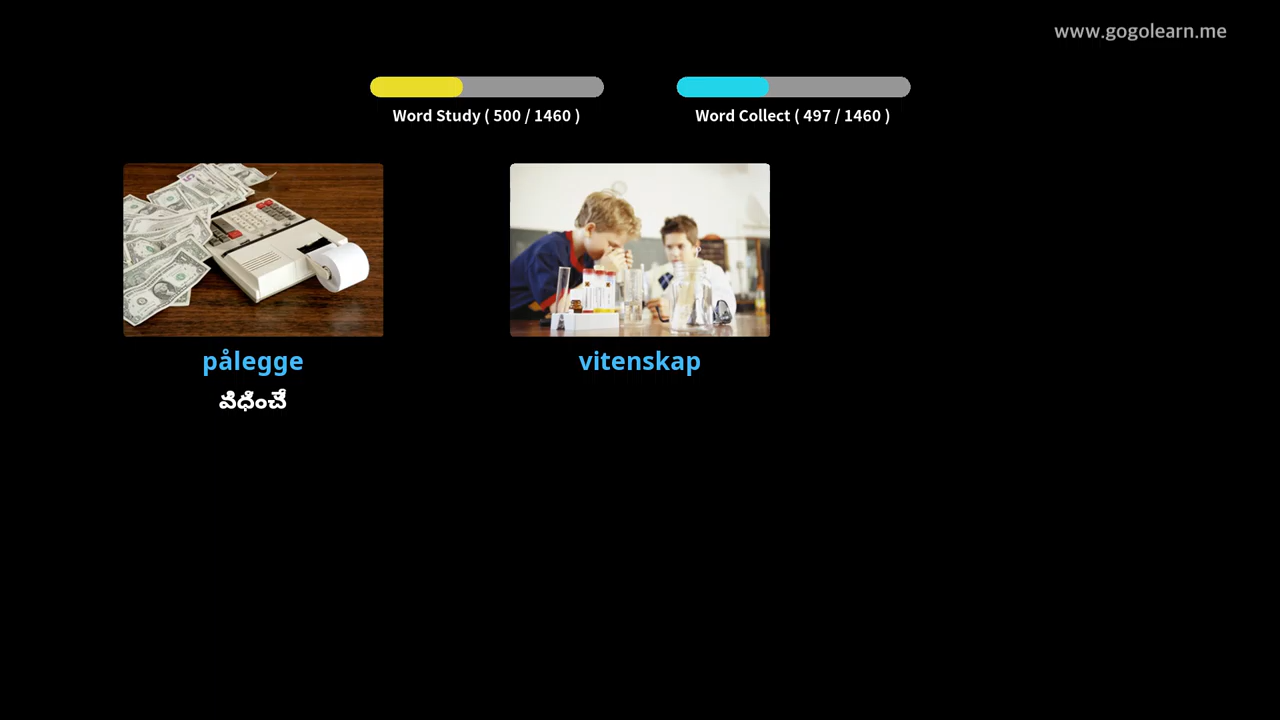 www.gogolearn.me
Word Study ( 500 / 1460 )
Word Collect ( 497 / 1460 )
pålegge
vitenskap
విధించే